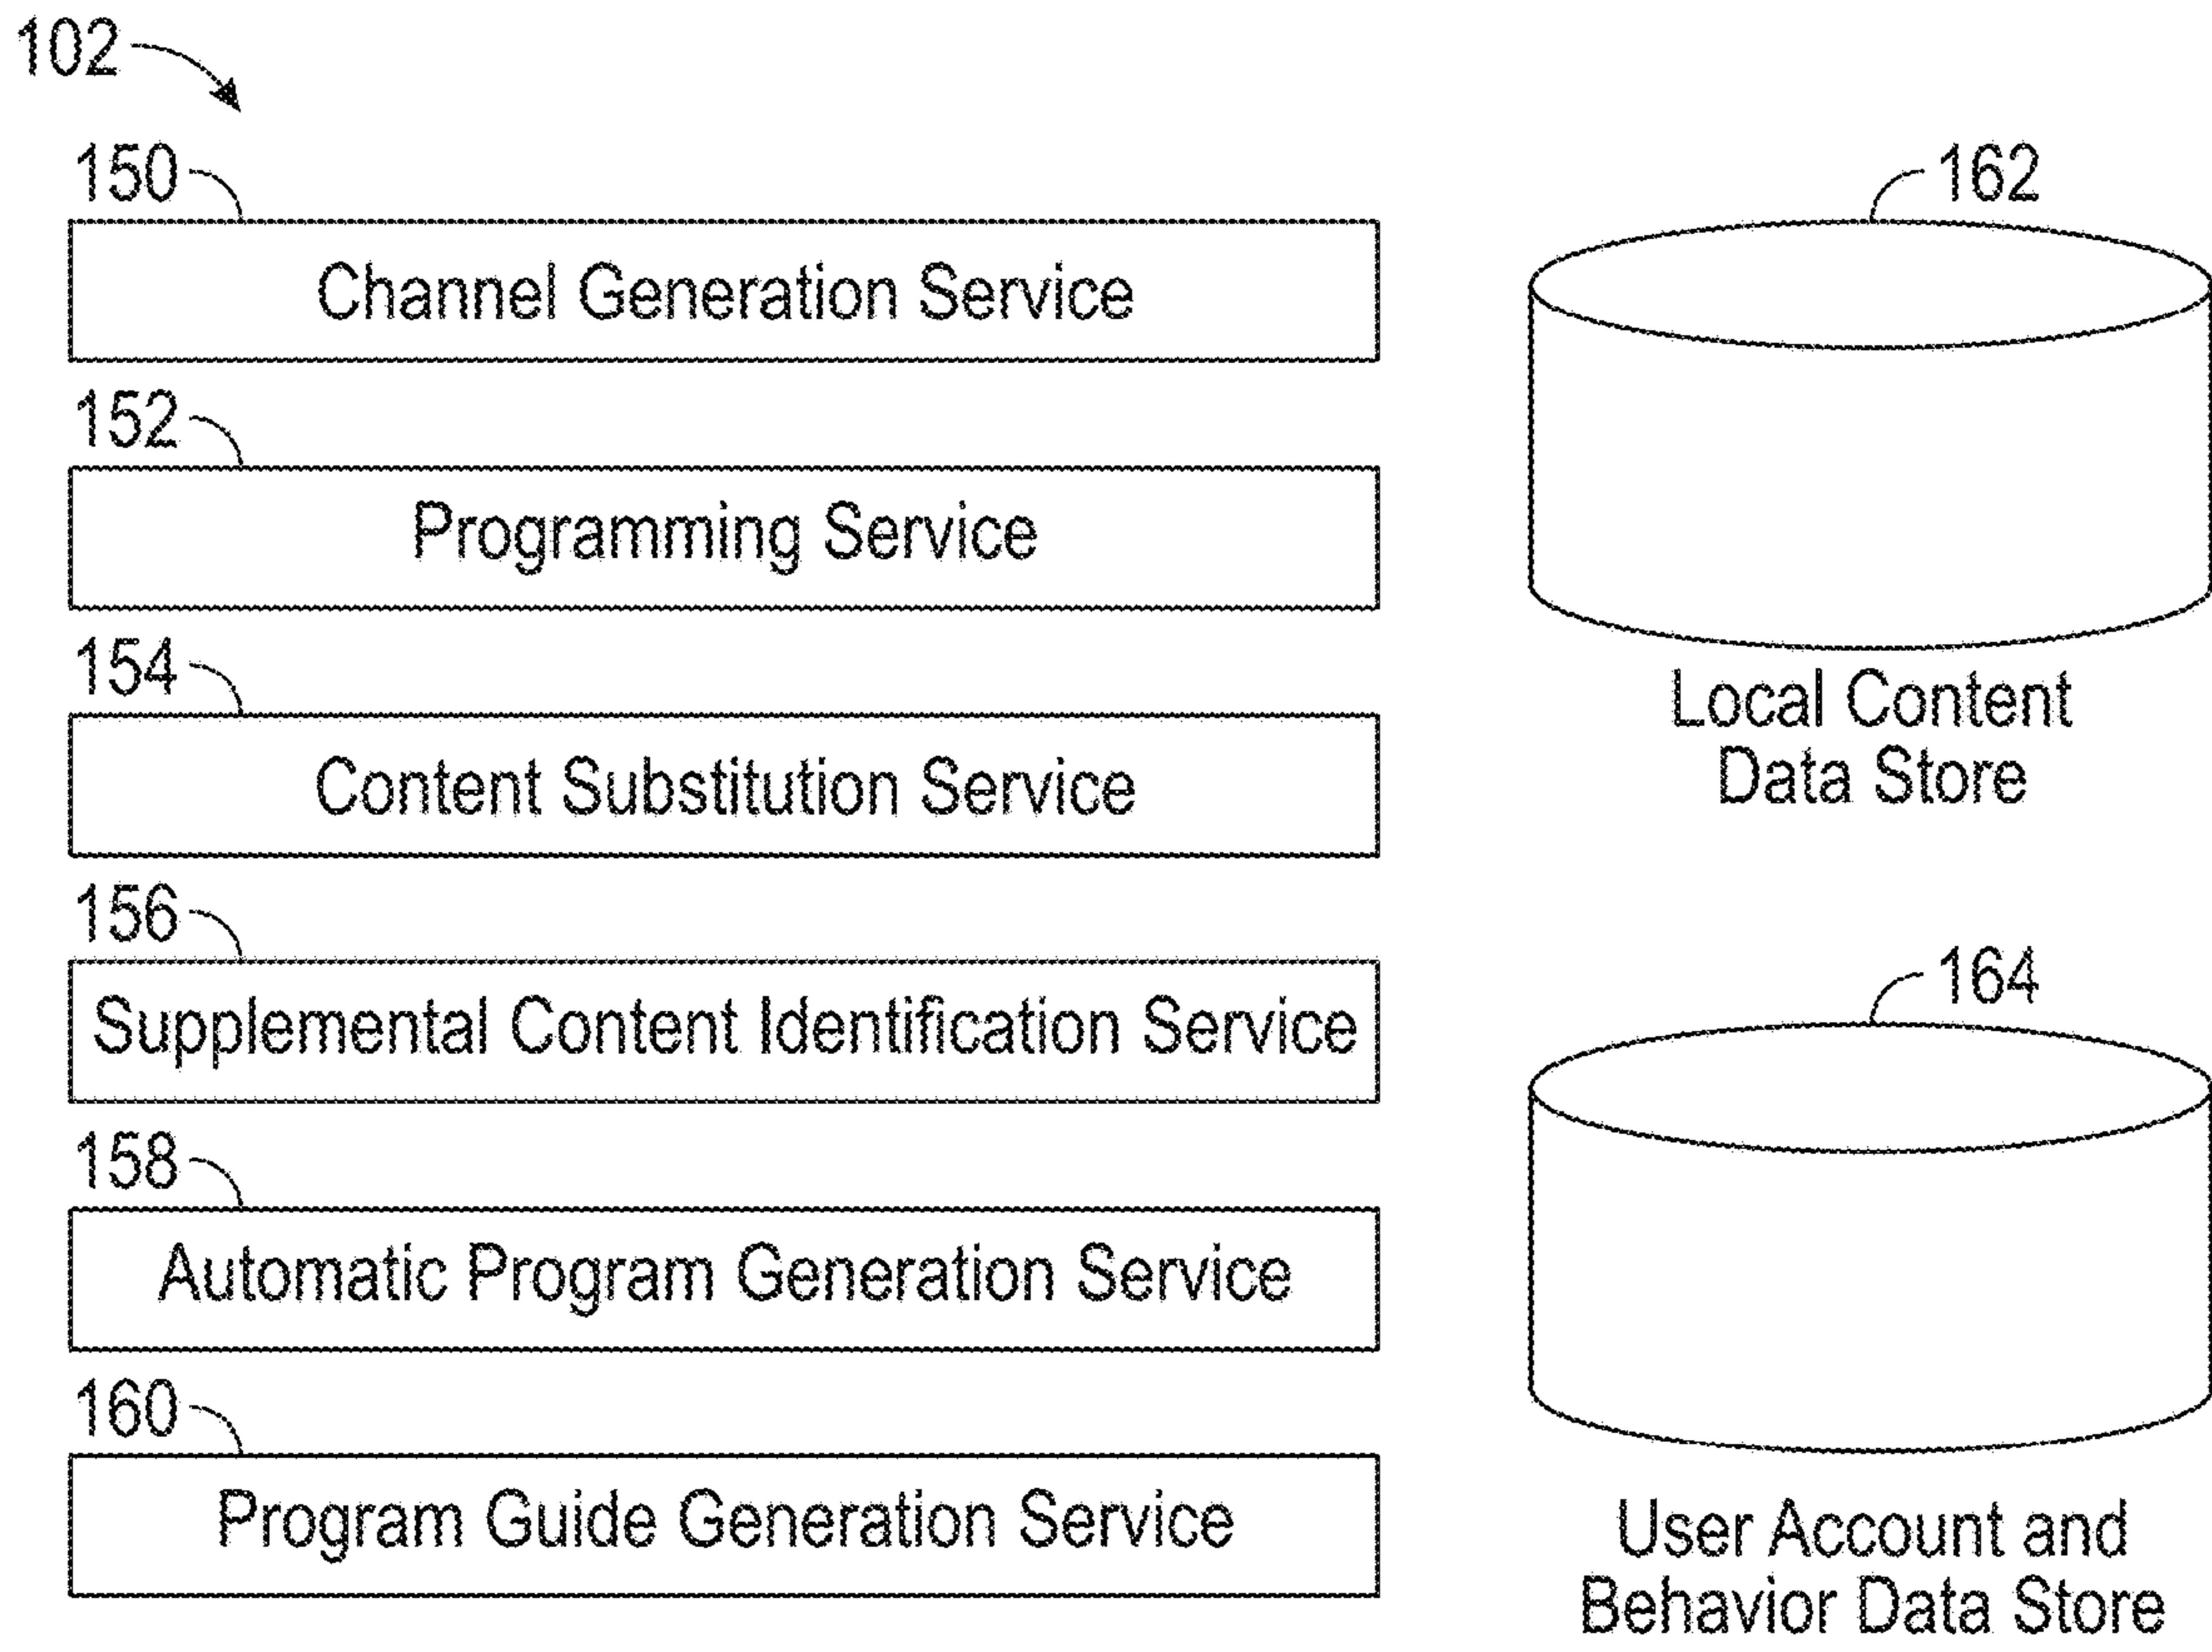 102
150
Channel Generation Service
152
Programming Service
154
Content Substitution Service
156
Supplemental Content Identification Service
158
Automatic Program Generation Service
160
Program Guide Generation Service
162
Local Content
Data Store
164
User Account and
Behavior Data Store